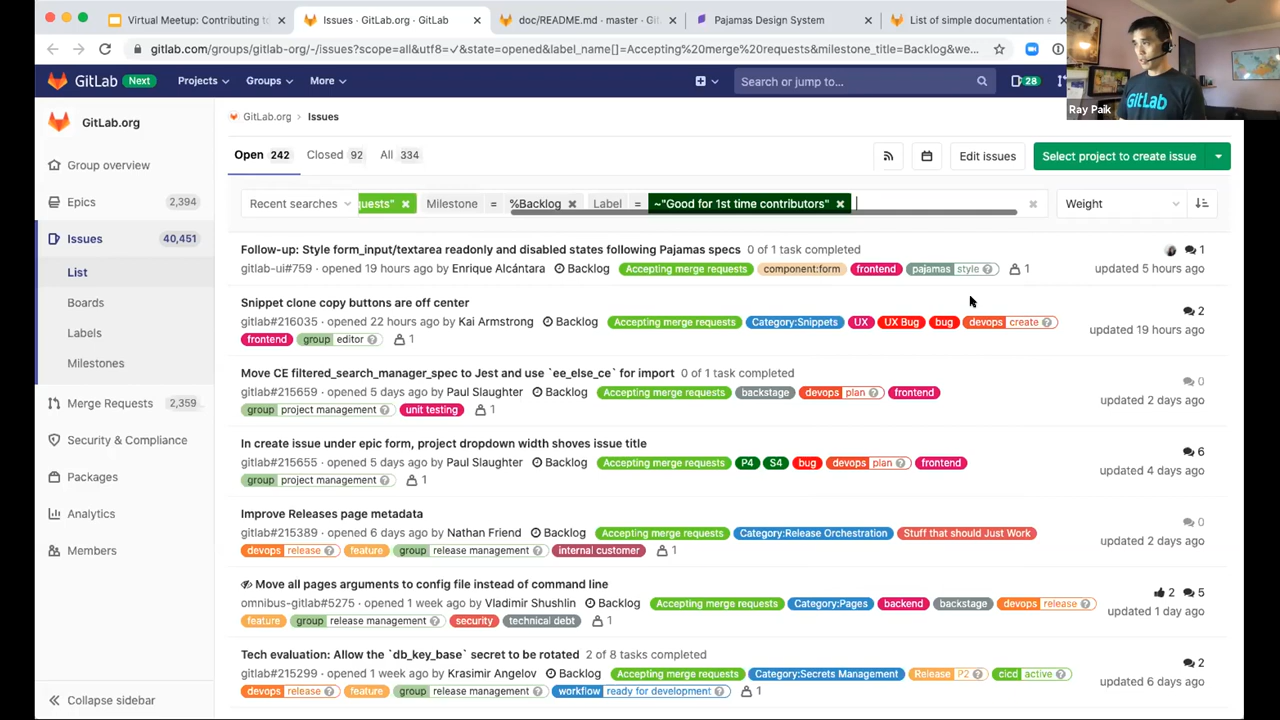 Virtual Meetup: Contributing to
Issues · GitLab.org · GitLab
doc/README.md · master · Git
Pajamas Design System
List of simple documentation e
gitlab.com/groups/gitlab-org/-/issues?scope=all&utf8=✓&state=opened&label_name[]=Accepting%20merge%20requests&milestone_title=Backlog&we...
GitLab Next Projects Groups More Search or jump to... 28
Ray Paik
GitLab
GitLab.org
Group overview
Epics 2,394
Issues 40,451
List
Boards
Labels
Milestones
Merge Requests 2,359
Security & Compliance
Packages
Analytics
Members
Collapse sidebar
GitLab.org › Issues
Open 242 Closed 92 All 334
Edit issues Select project to create issue
Recent searches quests" Milestone = %Backlog Label = ~"Good for 1st time contributors" Weight
Follow-up: Style form_input/textarea readonly and disabled states following Pajamas specs 0 of 1 task completed 1
gitlab-ui#759 · opened 19 hours ago by Enrique Alcántara Backlog Accepting merge requests component:form frontend pajamas style 1 updated 5 hours ago
Snippet clone copy buttons are off center 2
gitlab#216035 · opened 22 hours ago by Kai Armstrong Backlog Accepting merge requests Category:Snippets UX UX Bug bug devops create updated 19 hours ago
frontend group editor 1
Move CE filtered_search_manager_spec to Jest and use `ee_else_ce` for import 0 of 1 task completed 0
gitlab#215659 · opened 5 days ago by Paul Slaughter Backlog Accepting merge requests backstage devops plan frontend updated 2 days ago
group project management unit testing 1
In create issue under epic form, project dropdown width shoves issue title 6
gitlab#215655 · opened 5 days ago by Paul Slaughter Backlog Accepting merge requests P4 S4 bug devops plan frontend updated 4 days ago
group project management 1
Improve Releases page metadata 0
gitlab#215389 · opened 6 days ago by Nathan Friend Backlog Accepting merge requests Category:Release Orchestration Stuff that should Just Work updated 2 days ago
devops release feature group release management internal customer 1
Move all pages arguments to config file instead of command line 2 5
omnibus-gitlab#5275 · opened 1 week ago by Vladimir Shushlin Backlog Accepting merge requests Category:Pages backend backstage devops release updated 1 day ago
feature group release management security technical debt 1
Tech evaluation: Allow the `db_key_base` secret to be rotated 2 of 8 tasks completed 2
gitlab#215299 · opened 1 week ago by Krasimir Angelov Backlog Accepting merge requests Category:Secrets Management Release P2 cicd active updated 6 days ago
devops release feature group release management workflow ready for development 1